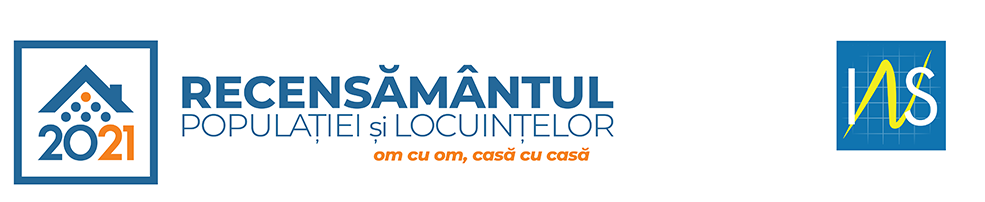 2021
RECENSĂMÂNTUL
POPULAȚIEI și LOCUINȚELOR
om cu om, casă cu casă
INS